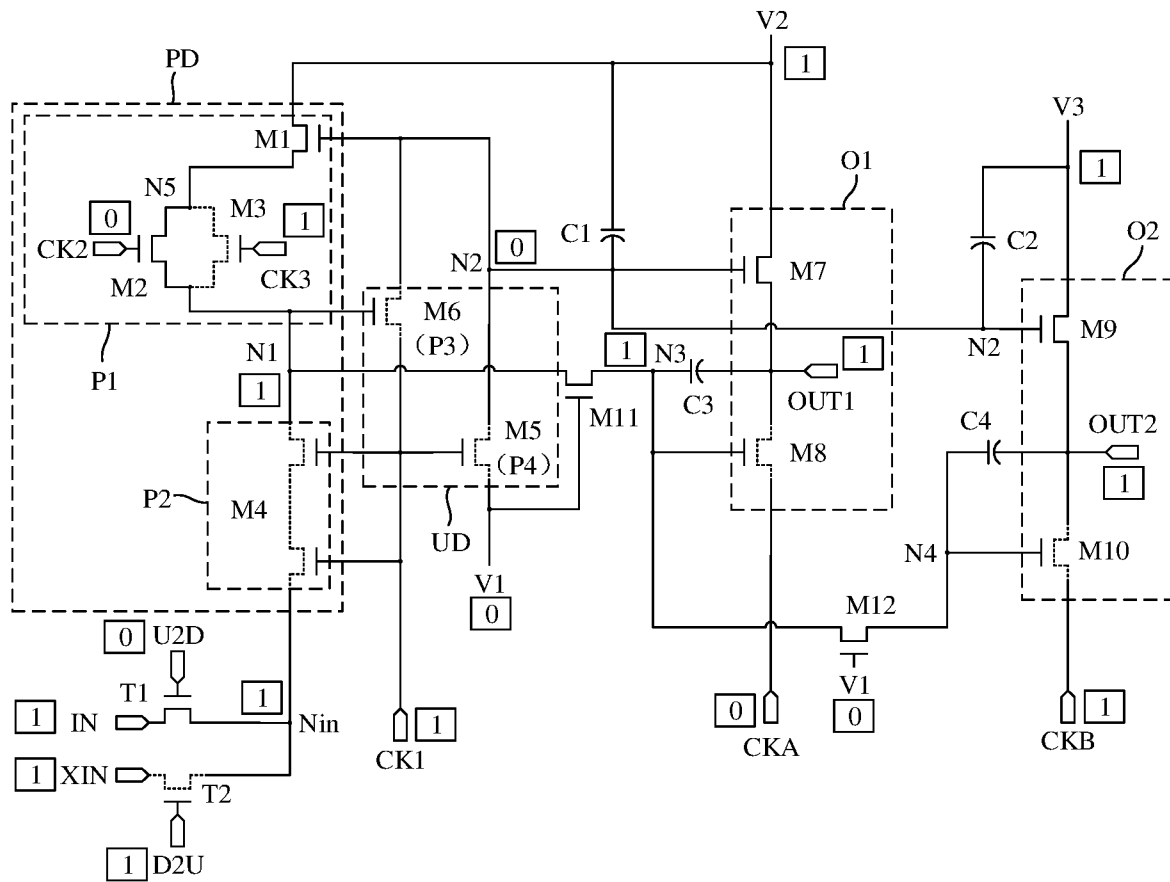 V2
1
PD
V3
M1
O1
1
N5
M3
0
1
O2
CK2
CK3
M2
C1
0
N2
M7
C2
M6
(P3)
M9
N1
1
N3
1
N2
P1
1
C3
OUT1
M11
C4
OUT2
M5
(P4)
M8
1
P2
M4
UD
N4
M10
V1
0
M12
0
U2D
T1
1
V1
0
1
IN
Nin
1
0
1
CK1
CKA
CKB
1
XIN
T2
1
D2U